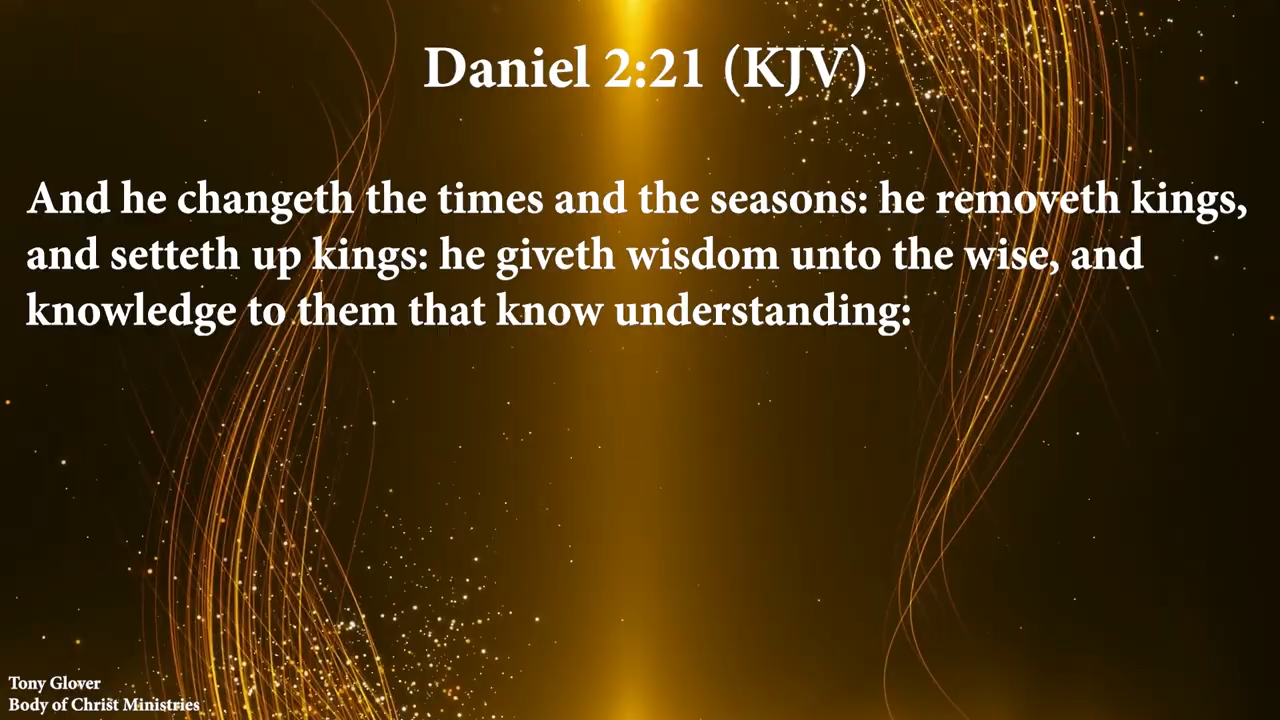 Daniel 2:21 (KJV)
And he changeth the times and the seasons: he removeth kings,
and setteth up kings: he giveth wisdom unto the wise, and
knowledge to them that know understanding:
Tony Glover
Body of Christ Ministries